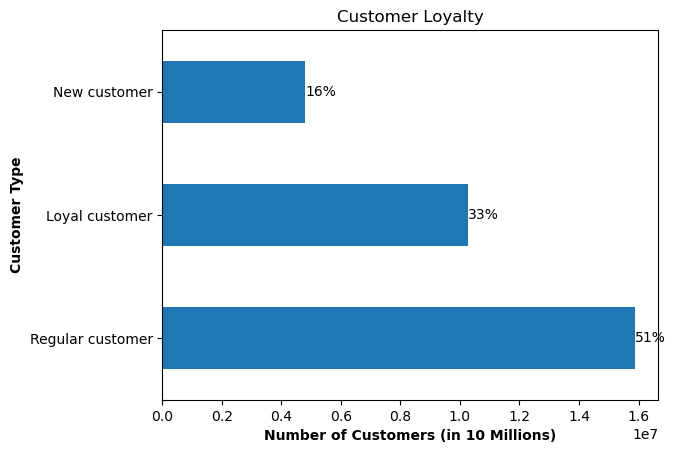 Customer Loyalty
New customer
16%
Loyal customer
33%
Regular customer
51%
Customer Type
0.0 0.2 0.4 0.6 0.8 1.0 1.2 1.4 1.6
1e7
Number of Customers (in 10 Millions)